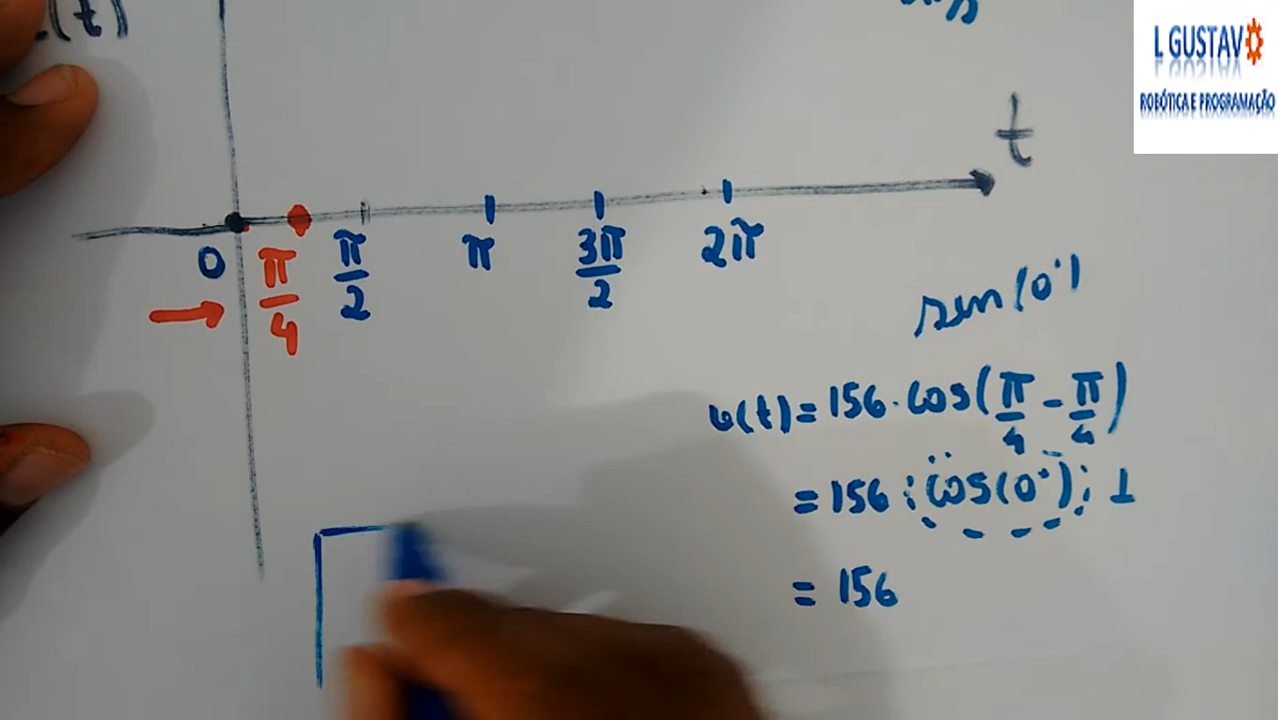 (t)
L GUSTAVO
ROBÓTICA E PROGRAMAÇÃO
t
0 π/4 π/2 π 3π/2 2π
sen(0°)
v(t) = 156 · cos(π/4 - π/4)
= 156 cos(0°) 1
= 156